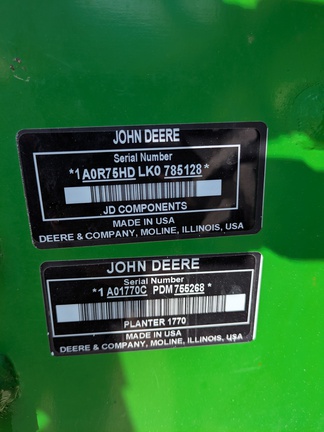 JOHN DEERE
Serial Number
*1A0R75HDLK0785128*
JD COMPONENTS
MADE IN USA
DEERE & COMPANY, MOLINE, ILLINOIS, USA
JOHN DEERE
Serial Number
*1A01770CPDM755268*
PLANTER 1770
MADE IN USA
DEERE & COMPANY, MOLINE, ILLINOIS, USA